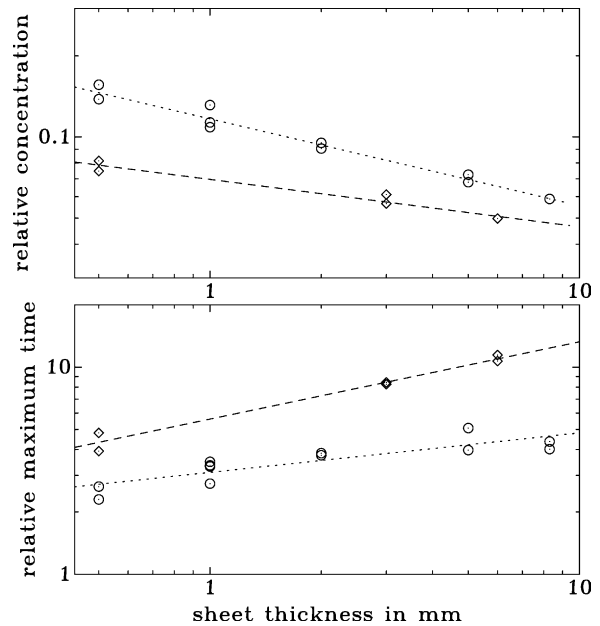 relative concentration
0.1
1
10
relative maximum time
10
1
1
10
sheet thickness in mm